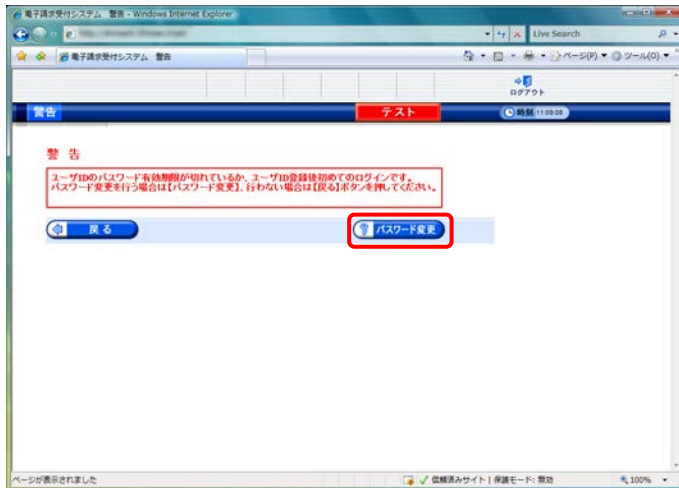 電子請求受付システム 警告 - Windows Internet Explorer
Live Search
電子請求受付システム 警告
ページ(P) ツール(O)
ログアウト
警告 テスト 時刻 11:09:08
警 告
ユーザIDのパスワード有効期限が切れているか、ユーザID登録後初めてのログインです。
パスワード変更を行う場合は【パスワード変更】、行わない場合は【戻る】ボタンを押してください。
戻る パスワード変更
ページが表示されました 信頼済みサイト | 保護モード: 無効 100%